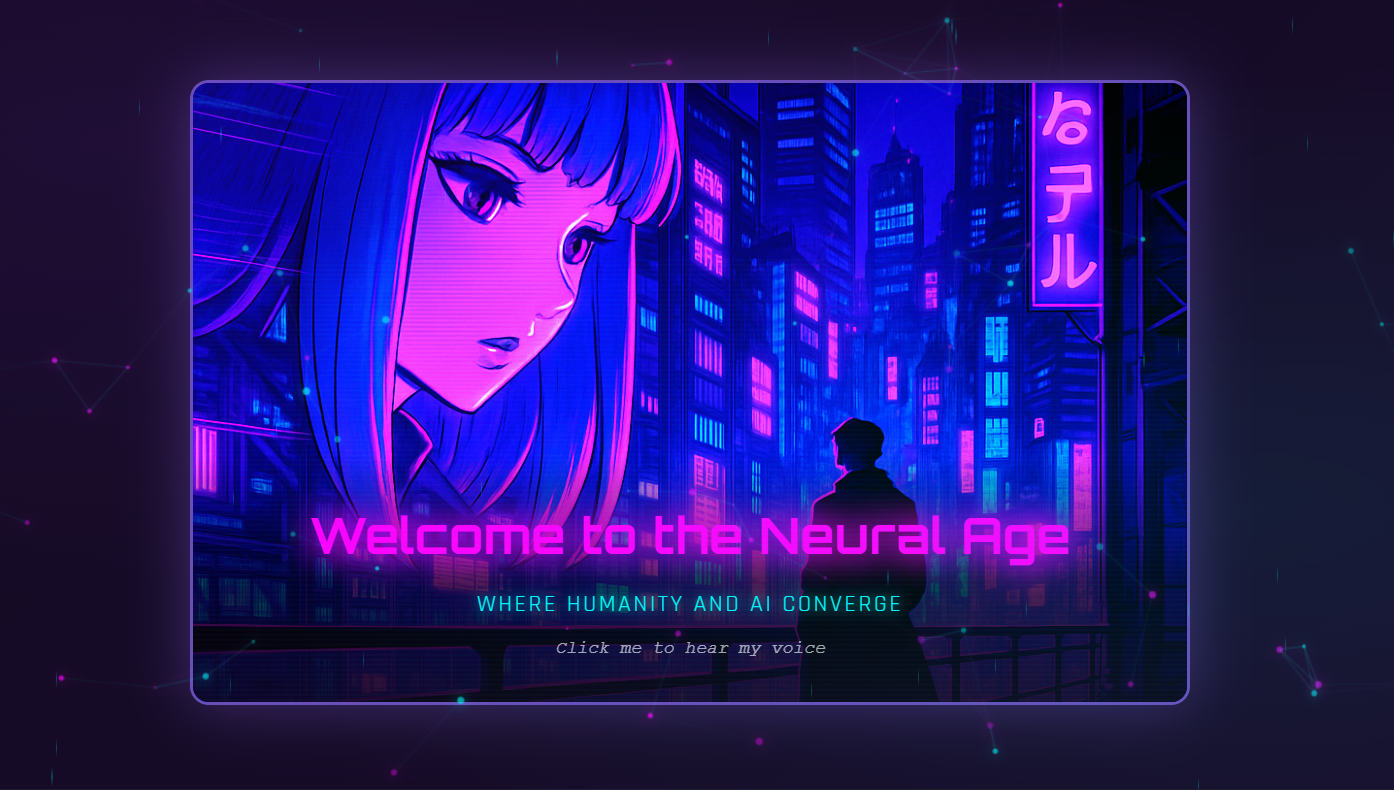 なテル
Welcome to the Neural Age
WHERE HUMANITY AND AI CONVERGE
Click me to hear my voice